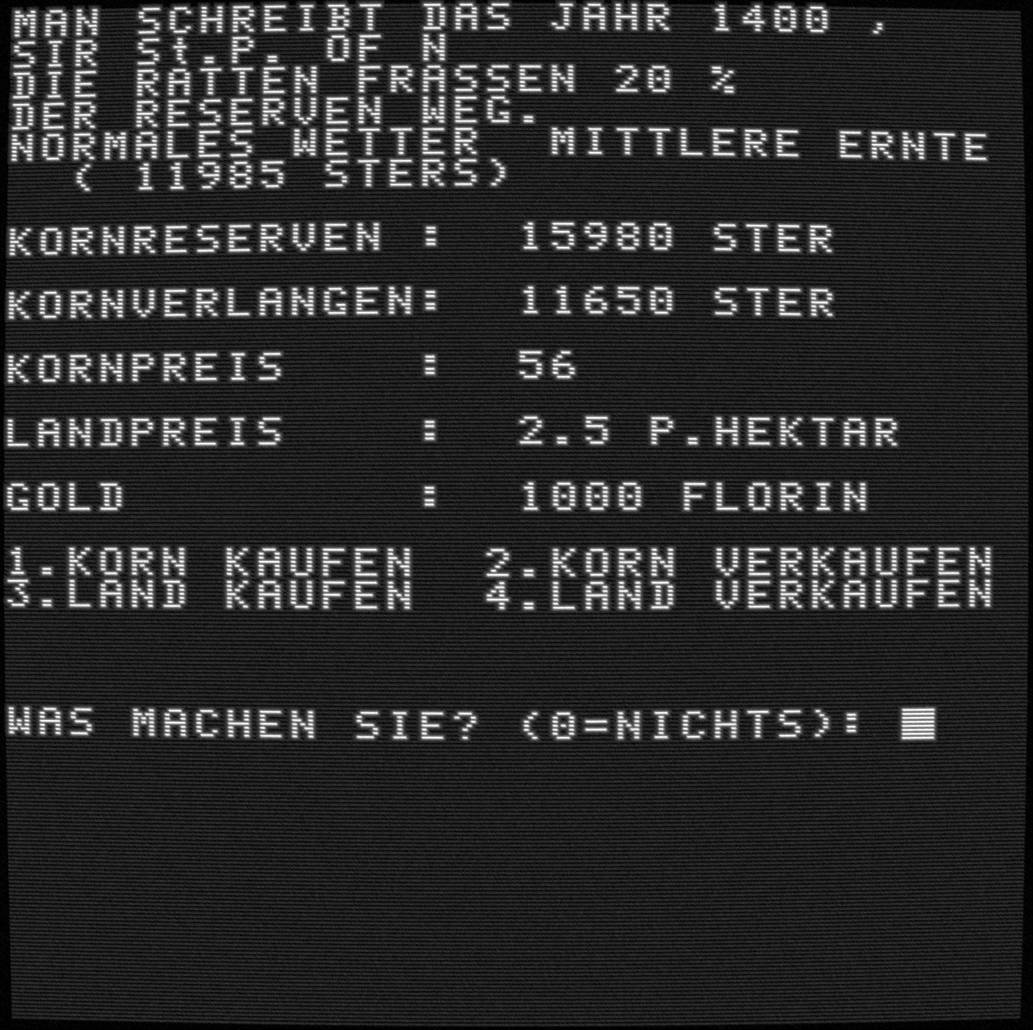 MAN SCHREIBT DAS JAHR 1400 ,
SIR St.P. OF N
DIE RATTEN FRASSEN 20 %
DER RESERVEN WEG.
NORMALES WETTER  MITTLERE ERNTE
( 11985 STERS)
KORNRESERVEN : 15980 STER
KORNVERLANGEN: 11650 STER
KORNPREIS : 56
LANDPREIS : 2.5 P.HEKTAR
GOLD : 1000 FLORIN
1.KORN KAUFEN 2.KORN VERKAUFEN
3.LAND KAUFEN 4.LAND VERKAUFEN
WAS MACHEN SIE? (0=NICHTS):